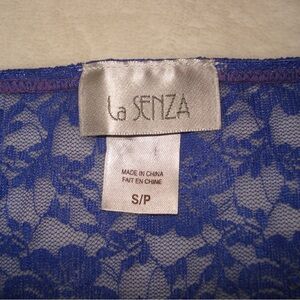 La SENZA
MADE IN CHINA
FAIT EN CHINE
S/P